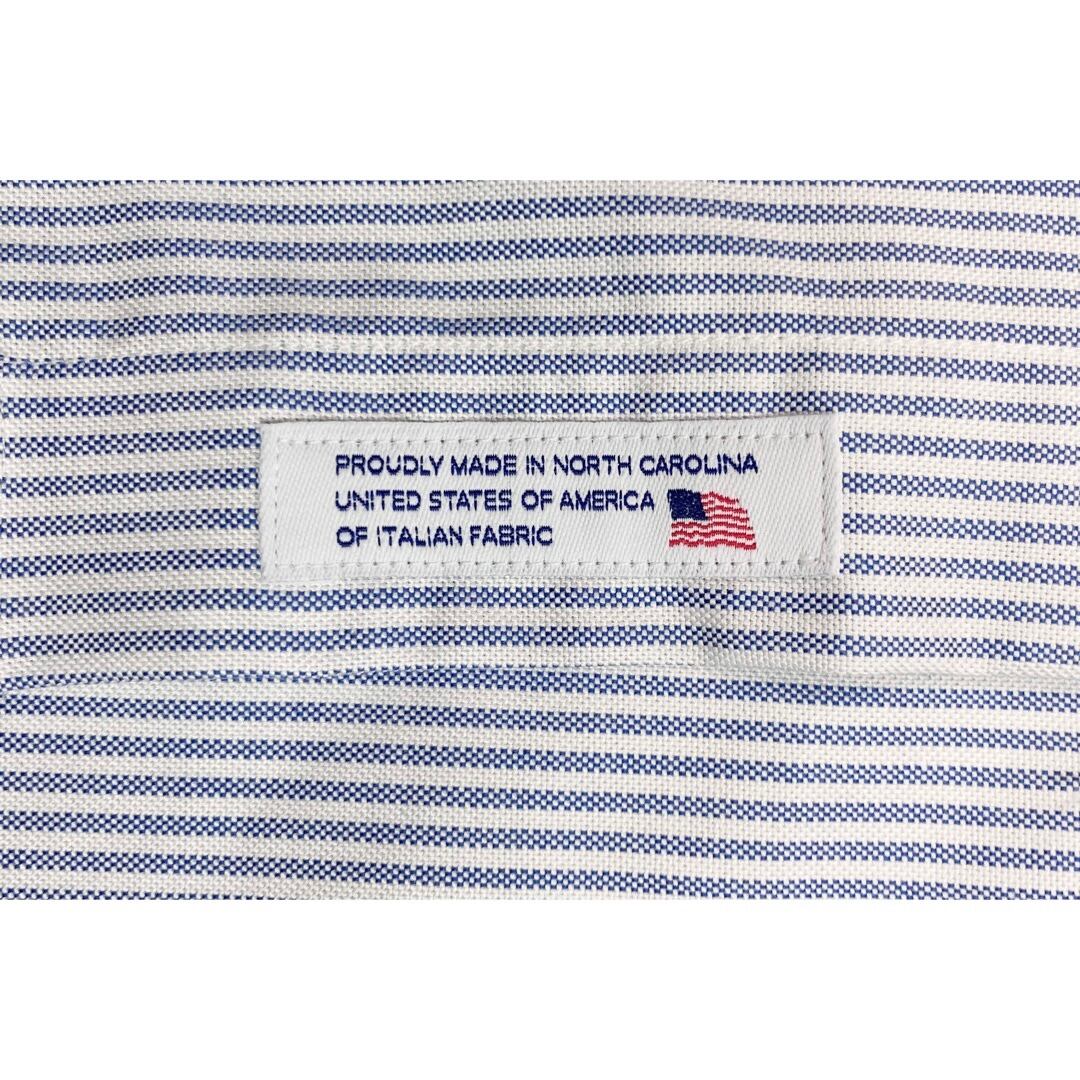 PROUDLY MADE IN NORTH CAROLINA
UNITED STATES OF AMERICA
OF ITALIAN FABRIC